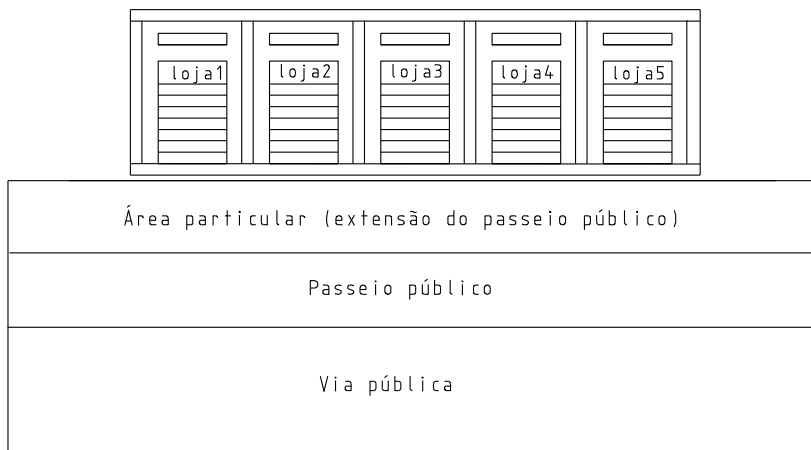 loja1 loja2 loja3 loja4 loja5
Área particular (extensão do passeio público)
Passeio público
Via pública